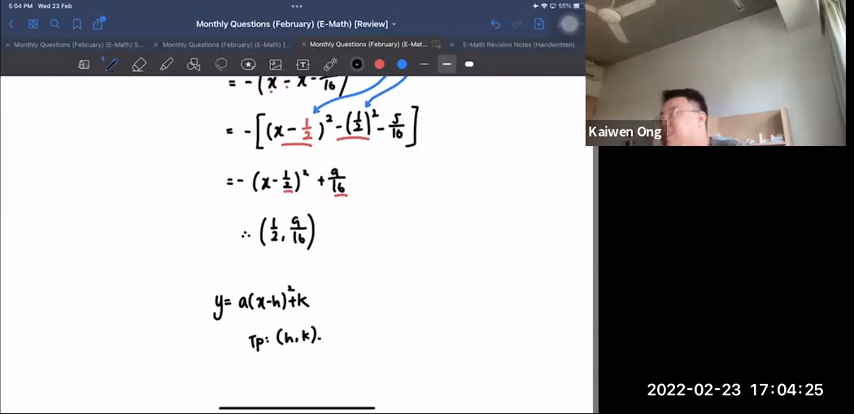 5:04 PM Wed 23 Feb
55%
Monthly Questions (February) (E-Math) [Review]
Monthly Questions (February) (E-Math) S...
Monthly Questions (February) (E-Math) [...
Monthly Questions (February) (E-Mat...
E-Math Revision Notes (Handwritten)
= -[(x - 1/2)² - (1/2)² - 5/16]
= -(x - 1/2)² + 9/16
∴ (1/2, 9/16)
y = a(x-h)² + k
Tp: (h, k).
Kaiwen Ong
2022-02-23 17:04:25